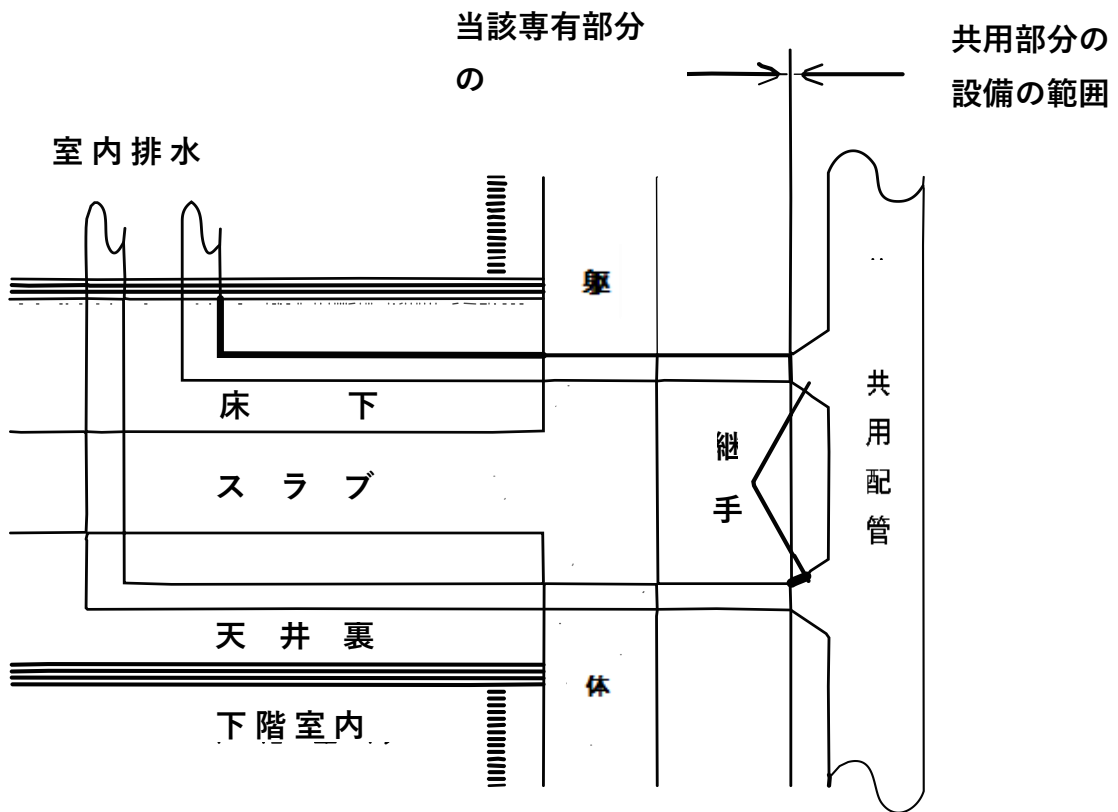 当該専有部分
の
共用部分の
設備の範囲
室内排水
躯
床下
共用配管
継手
スラブ
天井裏
体
下階室内